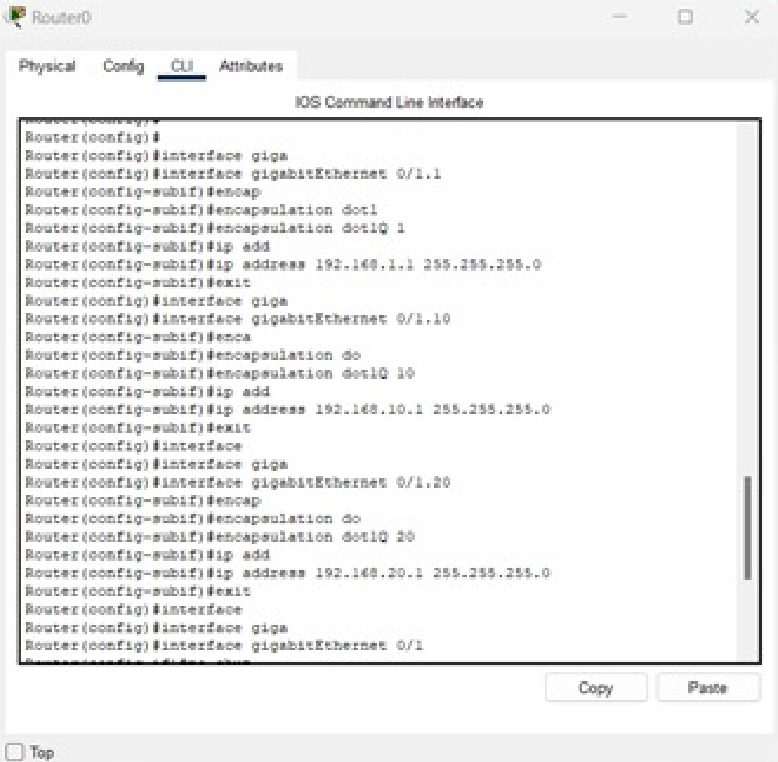 Router0
Physical Config CLI Attributes
IOS Command Line Interface
Router(config)#
Router(config)#
Router(config)#interface giga
Router(config)#interface gigabitEthernet 0/1.1
Router(config-subif)#encap
Router(config-subif)#encapsulation dot1
Router(config-subif)#encapsulation dot1Q 1
Router(config-subif)#ip add
Router(config-subif)#ip address 192.168.1.1 255.255.255.0
Router(config-subif)#exit
Router(config)#interface giga
Router(config)#interface gigabitEthernet 0/1.10
Router(config-subif)#enca
Router(config-subif)#encapsulation do
Router(config-subif)#encapsulation dot1Q 10
Router(config-subif)#ip add
Router(config-subif)#ip address 192.168.10.1 255.255.255.0
Router(config-subif)#exit
Router(config)#interface
Router(config)#interface giga
Router(config)#interface gigabitEthernet 0/1.20
Router(config-subif)#encap
Router(config-subif)#encapsulation do
Router(config-subif)#encapsulation dot1Q 20
Router(config-subif)#ip add
Router(config-subif)#ip address 192.168.20.1 255.255.255.0
Router(config-subif)#exit
Router(config)#interface
Router(config)#interface giga
Router(config)#interface gigabitEthernet 0/1
Copy Paste
Top